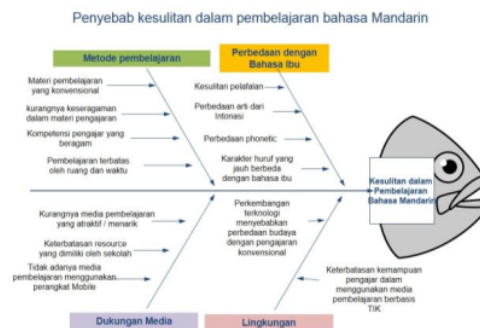 Penyebab kesulitan dalam pembelajaran bahasa Mandarin
Metode pembelajaran
Perbedaan dengan
Bahasa Ibu
Materi pembelajaran
yang konvensional
kurangnya keseragaman
dalam materi pengajaran
Kompetensi pengajar yang
beragam
Pembelajaran terbatas
oleh ruang dan waktu
Kesulitan pelafalan
Perbedaan arti dari
Intonasi
Perbedaan phonetic
Karakter huruf yang
jauh berbeda
dengan bahasa ibu
Kesulitan dalam
Pembelajaran
Bahasa Mandarin
Kurangnya media pembelajaran
yang atraktif / menarik
Keterbatasan resource
yang dimiliki oleh sekolah
Tidak adanya media
pembelajaran menggunakan
perangkat Mobile
Perkembangan
terknologi
menyebabkan
perbedaan budaya
dengan pengajaran
konvensional
Keterbatasan kemampuan
pengajar dalam
menggunakan media
pembelajaran berbasis
TIK
Dukungan Media
Lingkungan